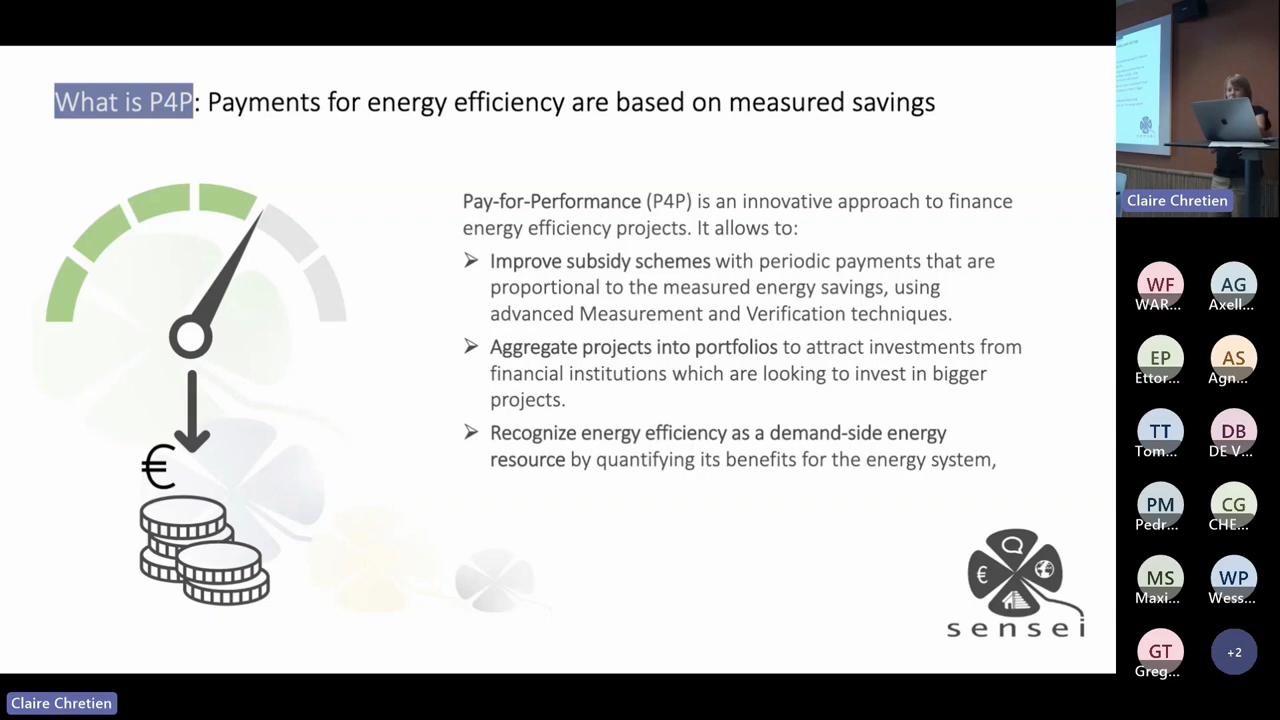 What is P4P: Payments for energy efficiency are based on measured savings
Pay-for-Performance (P4P) is an innovative approach to finance
energy efficiency projects. It allows to:
➢ Improve subsidy schemes with periodic payments that are
proportional to the measured energy savings, using
advanced Measurement and Verification techniques.
➢ Aggregate projects into portfolios to attract investments from
financial institutions which are looking to invest in bigger
projects.
➢ Recognize energy efficiency as a demand-side energy
resource by quantifying its benefits for the energy system,
€
€
sensei
Claire Chretien
Claire Chretien
WF
WAR...
AG
Axell...
EP
Ettor...
AS
Agn...
TT
Tom...
DB
DE V...
PM
Pedr...
CG
CHE...
MS
Maxi...
WP
Wess...
GT
Greg...
+2